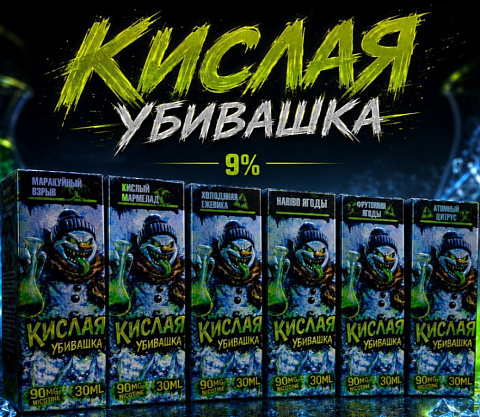 КИСЛАЯ
УБИВАШКА
9%
МАРАКУЙНЫЙ
ВЗРЫВ
КИСЛЫЙ
МАРМЕЛАД
ХОЛОДНАЯ
ЕЖЕВИКА
HARIBO ЯГОДЫ
ЯГОДЫ
АТОМНЫЙ
ЦИТРУС
КИСЛАЯ
УБИВАШКА
КИСЛАЯ
УБИВАШКА
КИСЛАЯ
УБИВАШКА
КИСЛАЯ
УБИВАШКА
КИСЛАЯ
УБИВАШКА
КИСЛАЯ
УБИВАШКА
90MG
NICOTINE
30ML
90MG
NICOTINE
30ML
90MG
NICOTINE
30ML
90MG
NICOTINE
30ML
90MG
NICOTINE
30ML
90MG
NICOTINE
30ML